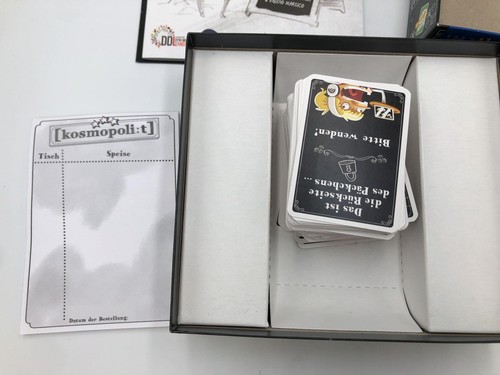 [kosmopoli:t]
Tisch Speise
Datum der Bestellung:
Das ist
die Rückseite
des Päckchens ...
Bitte wenden!